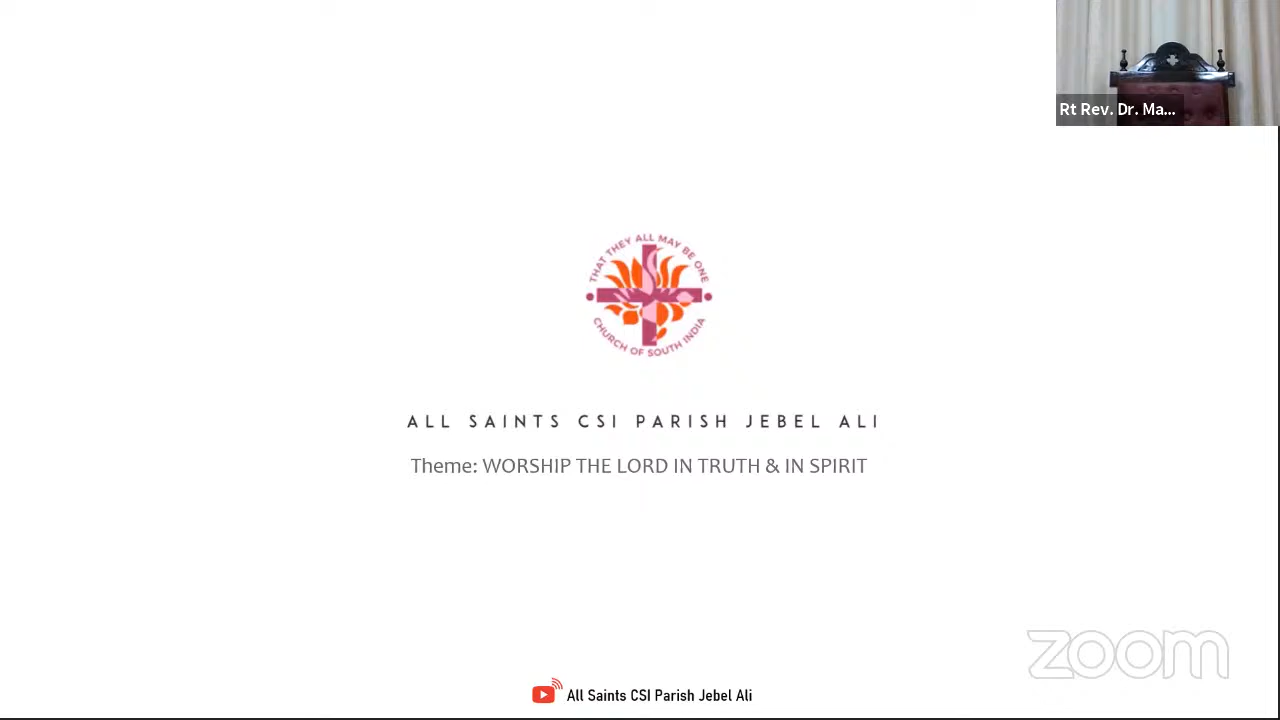 Rt Rev. Dr. Ma...
THAT THEY ALL MAY BE ONE
CHURCH OF SOUTH INDIA
ALL SAINTS CSI PARISH JEBEL ALI
Theme: WORSHIP THE LORD IN TRUTH & IN SPIRIT
zoom
All Saints CSI Parish Jebel Ali